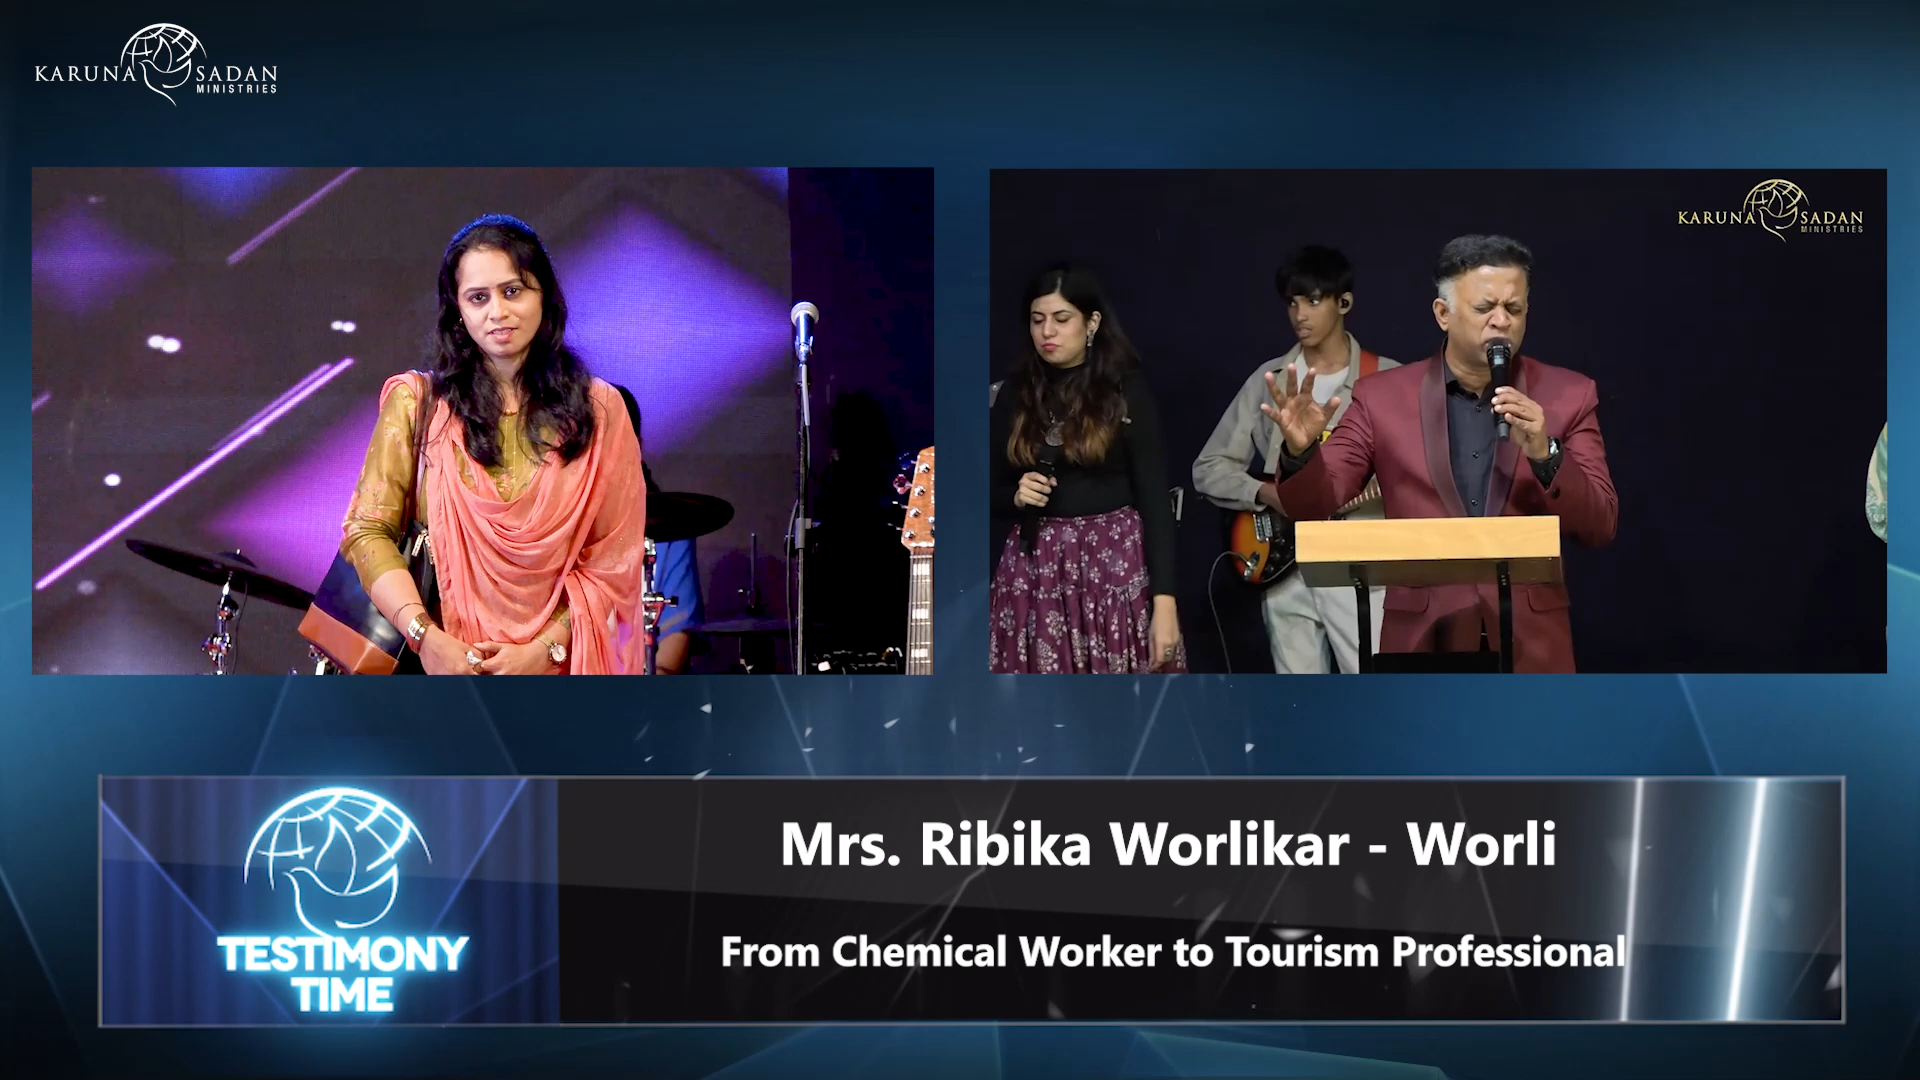 KARUNA SADAN
MINISTRIES
KARUNA SADAN
MINISTRIES
TESTIMONY
TIME
Mrs. Ribika Worlikar - Worli
From Chemical Worker to Tourism Professional